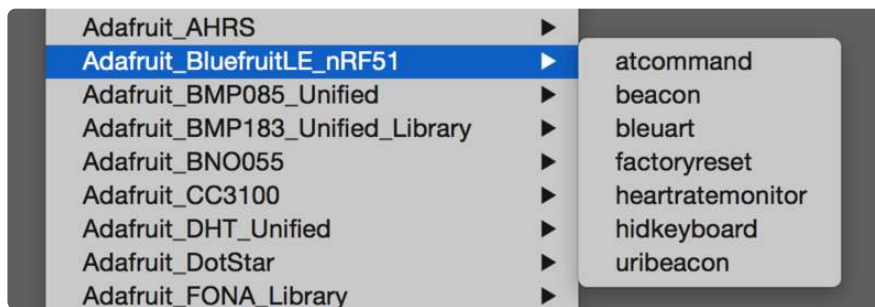 Adafruit_AHRS
Adafruit_BluefruitLE_nRF51
Adafruit_BMP085_Unified
Adafruit_BMP183_Unified_Library
Adafruit_BNO055
Adafruit_CC3100
Adafruit_DHT_Unified
Adafruit_DotStar
Adafruit_FONA_Library
atcommand
beacon
bleuart
factoryreset
heartratemonitor
hidkeyboard
uribeacon